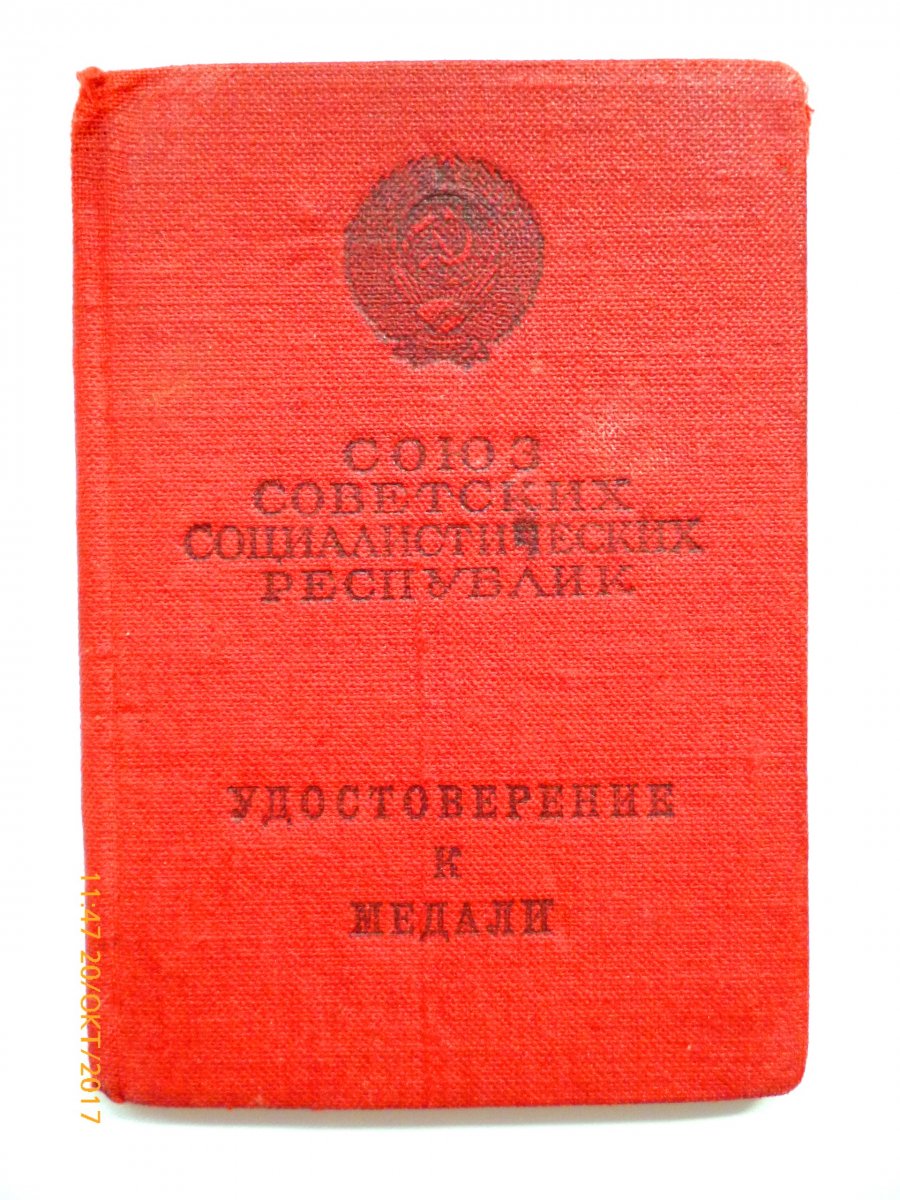 СОЮЗ
СОВЕТСКИХ
СОЦИАЛИСТИЧЕСКИХ
РЕСПУБЛИК
УДОСТОВЕРЕНИЕ
К
МЕДАЛИ
11:47 20/ОКТ/2017